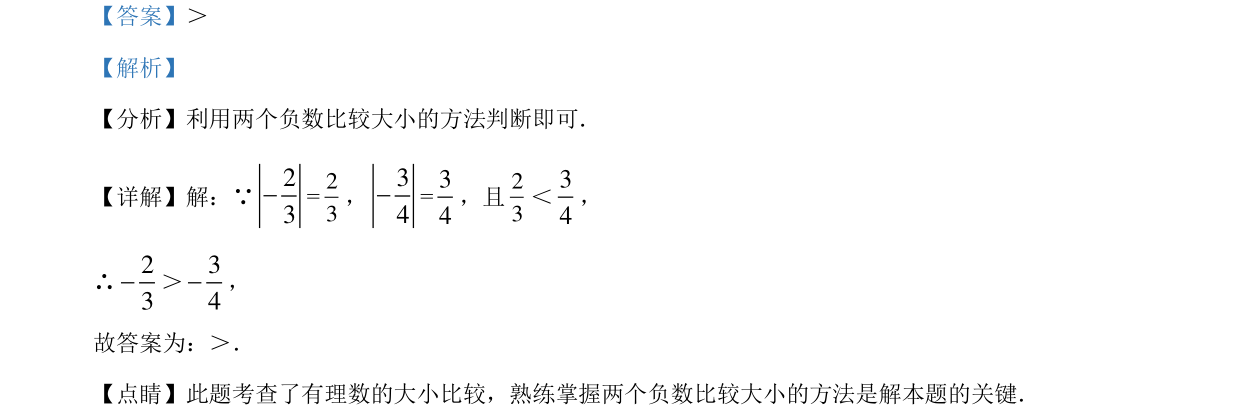 【答案】＞
【解析】
【分析】利用两个负数比较大小的方法判断即可．
【详解】解：∵|−2/3|=2/3，|−3/4|=3/4，且2/3＜3/4，
∴−2/3＞−3/4，
故答案为：＞．
【点睛】此题考查了有理数的大小比较，熟练掌握两个负数比较大小的方法是解本题的关键．